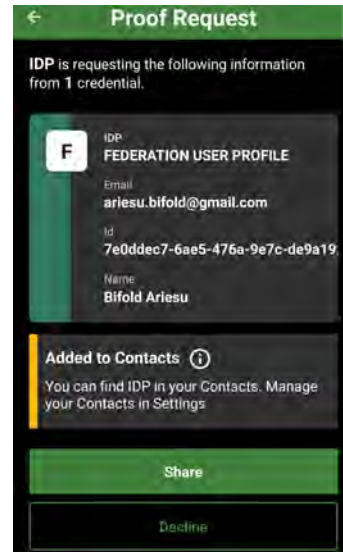 Proof Request
IDP is requesting the following information
from 1 credential.
F
IDP
FEDERATION USER PROFILE
Email
ariesu.bifold@gmail.com
Id
7e0ddec7-6ae5-476a-9e7c-de9a19
Name
Bifold Ariesu
Added to Contacts
You can find IDP in your Contacts. Manage
your Contacts in Settings
Share
Decline